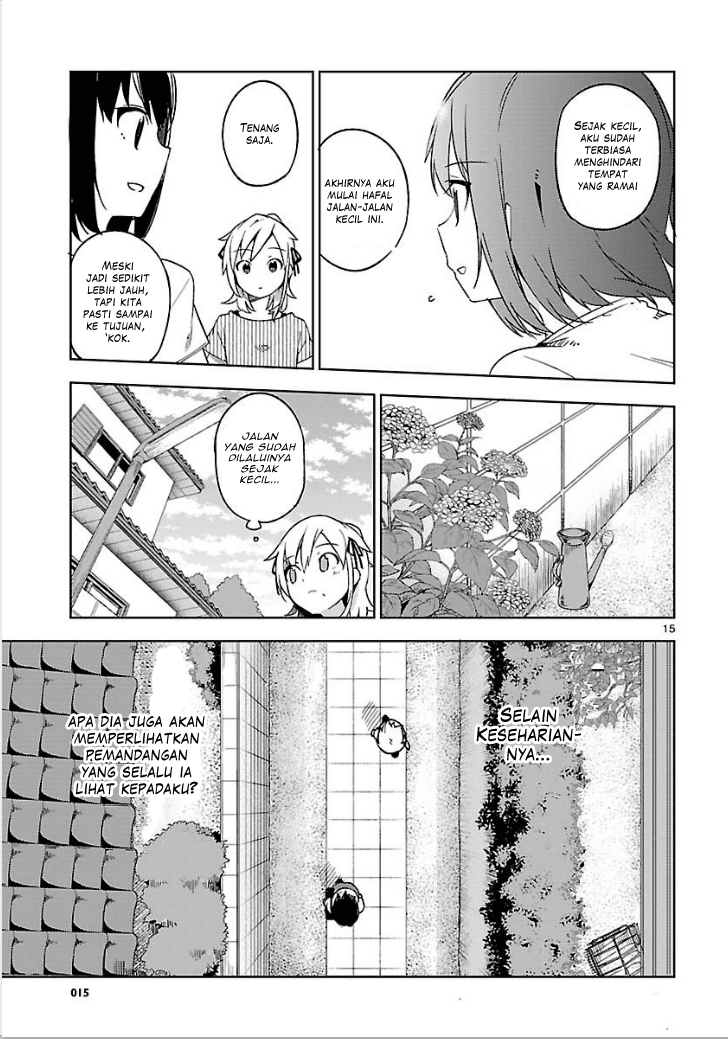 SEJAK KECIL,
AKU SUDAH
TERBIASA
MENGHINDARI
TEMPAT
YANG RAMAI
AKHIRNYA AKU
MULAI HAFAL
JALAN-JALAN
KECIL INI.
TENANG
SAJA.
MESKI
JADI SEDIKIT
LEBIH JAUH,
TAPI KITA
PASTI SAMPAI
KE TUJUAN,
'KOK.
JALAN
YANG SUDAH
DILALUINYA
SEJAK
KECIL...
15
SELAIN
KESEHARIAN-
NYA...
APA DIA JUGA AKAN
MEMPERLIHATKAN
PEMANDANGAN
YANG SELALU IA
LIHAT KEPADAKU?
015